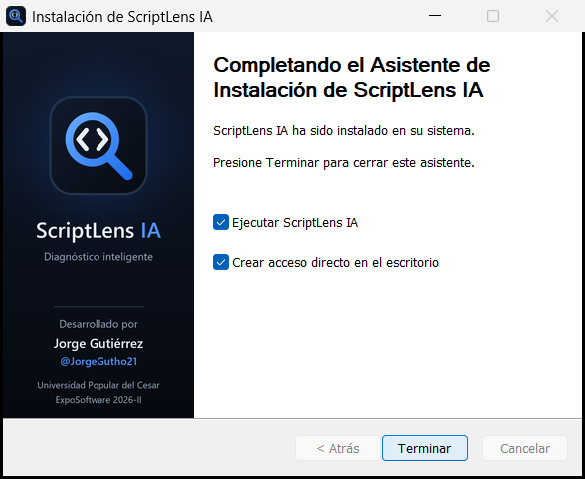 Instalación de ScriptLens IA
ScriptLens IA
Diagnóstico inteligente
Desarrollado por
Jorge Gutiérrez
@JorgeGutho21
Universidad Popular del Cesar
ExpoSoftware 2026-II
Completando el Asistente de
Instalación de ScriptLens IA
ScriptLens IA ha sido instalado en su sistema.
Presione Terminar para cerrar este asistente.
Ejecutar ScriptLens IA
Crear acceso directo en el escritorio
< Atrás
Terminar
Cancelar